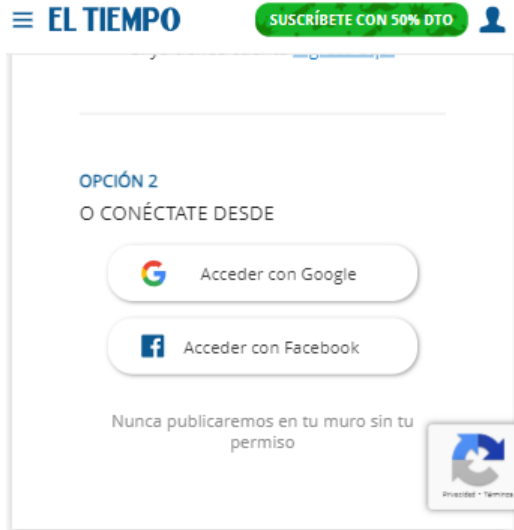 EL TIEMPO
SUSCRÍBETE CON 50% DTO
OPCIÓN 2
O CONÉCTATE DESDE
Acceder con Google
Acceder con Facebook
Nunca publicaremos en tu muro sin tu
permiso
Privacidad - Términos